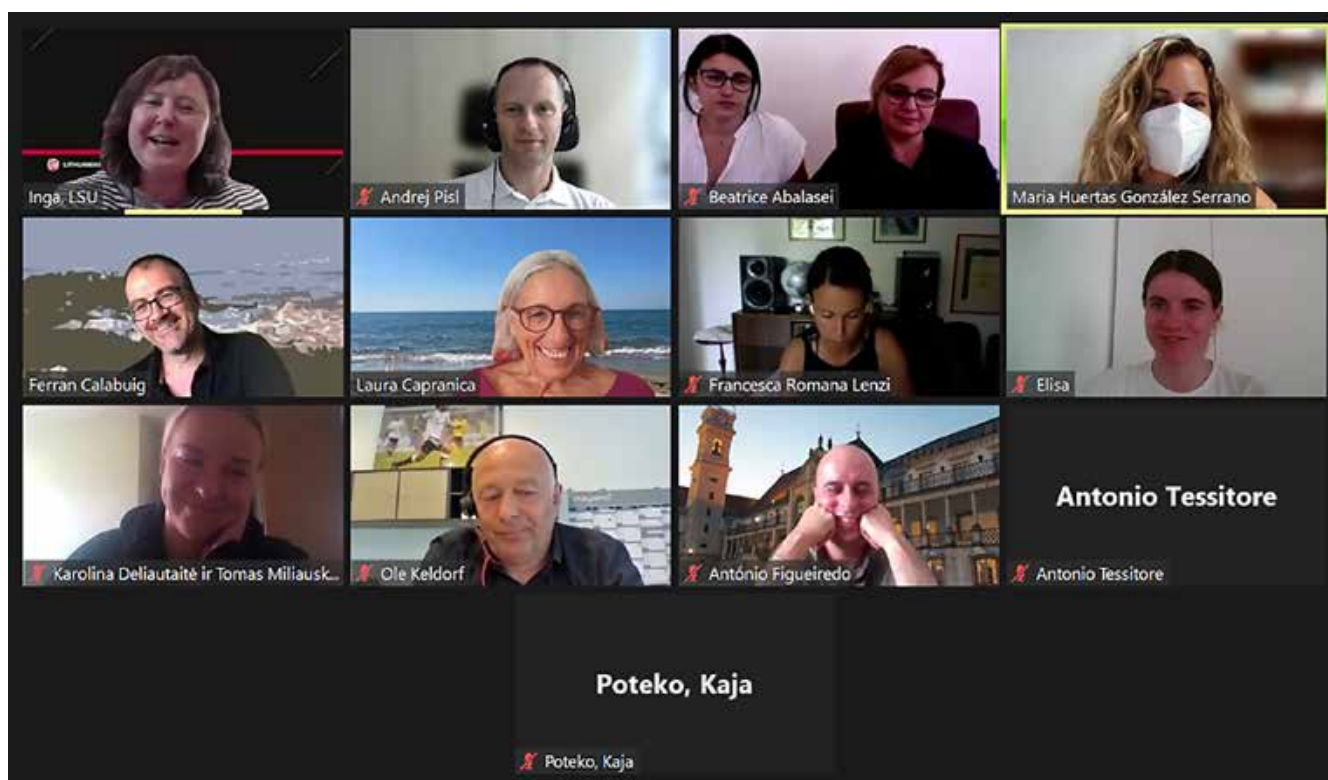 Inga, LSU
Andrej Pisl
Beatrice Abalasei
Maria Huertas González Serrano
Ferran Calabuig
Laura Capranica
Francesca Romana Lenzi
Elisa
Karolina Deliautaitė ir Tomas Miliausk...
Ole Keldorf
António Figueiredo
Antonio Tessitore
Antonio Tessitore
Poteko, Kaja
Poteko, Kaja